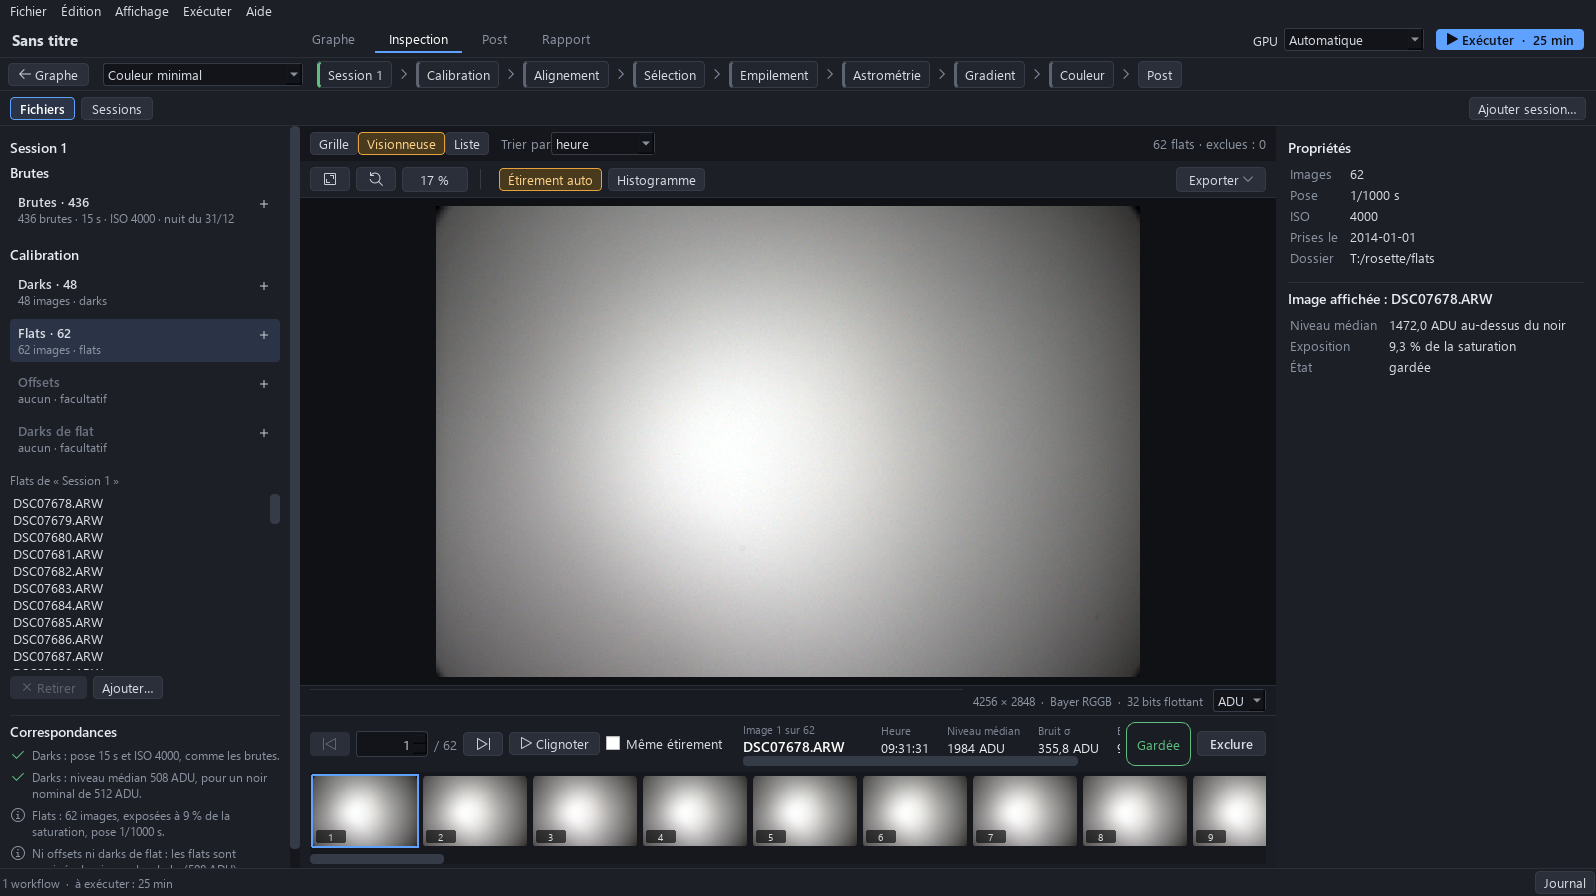 Fichier Édition Affichage Exécuter Aide
Sans titre
Graphe Inspection Post Rapport
GPU Automatique Exécuter · 25 min
Graphe Couleur minimal Session 1 Calibration Alignement Sélection Empilement Astrométrie Gradient Couleur Post
Fichiers Sessions Ajouter session...
Session 1
Brutes
Brutes · 436 +
436 brutes · 15 s · ISO 4000 · nuit du 31/12
Calibration
Darks · 48 +
48 images · darks
Flats · 62 +
62 images · flats
Offsets +
aucun · facultatif
Darks de flat +
aucun · facultatif
Flats de « Session 1 »
DSC07678.ARW
DSC07679.ARW
DSC07680.ARW
DSC07681.ARW
DSC07682.ARW
DSC07683.ARW
DSC07684.ARW
DSC07685.ARW
DSC07686.ARW
DSC07687.ARW
Retirer Ajouter...
Correspondances
Darks : pose 15 s et ISO 4000, comme les brutes.
Darks : niveau médian 508 ADU, pour un noir
nominal de 512 ADU.
Flats : 62 images, exposées à 9 % de la
saturation, pose 1/1000 s.
Ni offsets ni darks de flat : les flats sont
Grille Visionneuse Liste Trier par heure 62 flats · exclues : 0
17 % Étirement auto Histogramme Exporter
4256 × 2848 · Bayer RGGB · 32 bits flottant ADU
1 / 62 Clignoter Même étirement
Image 1 sur 62 Heure Niveau médian Bruit σ
DSC07678.ARW 09:31:31 1984 ADU 355,8 ADU
Gardée Exclure
1 2 3 4 5 6 7 8 9
Propriétés
Images 62
Pose 1/1000 s
ISO 4000
Prises le 2014-01-01
Dossier T:/rosette/flats
Image affichée : DSC07678.ARW
Niveau médian 1472,0 ADU au-dessus du noir
Exposition 9,3 % de la saturation
État gardée
1 workflow · à exécuter : 25 min
Journal